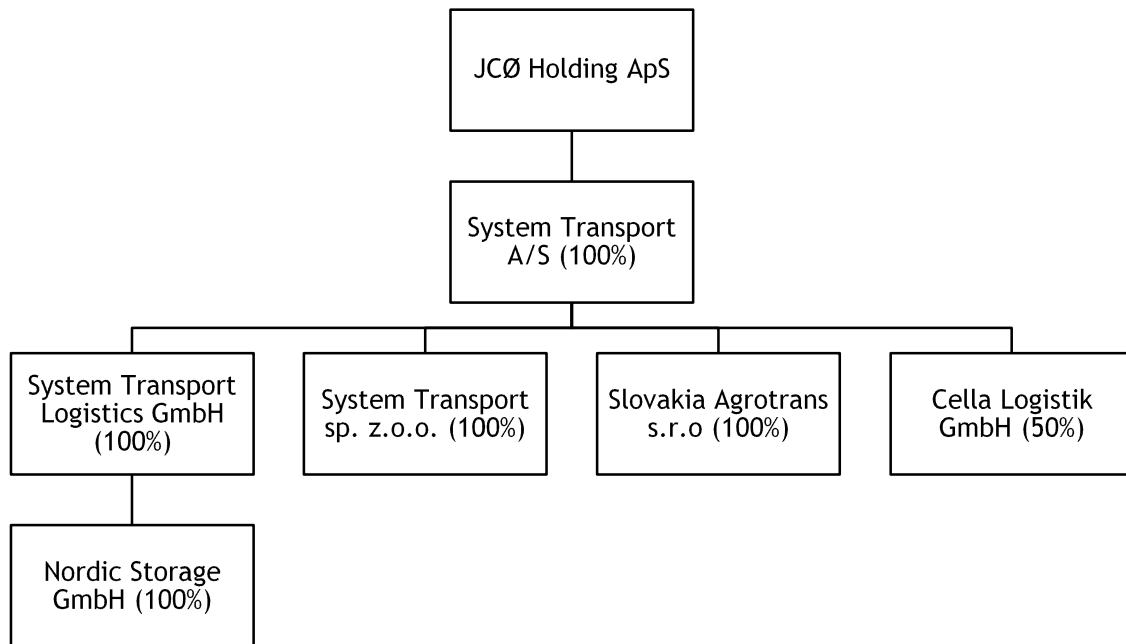 JCØ Holding ApS
System Transport
A/S (100%)
System Transport
Logistics GmbH
(100%)
System Transport
sp. z.o.o. (100%)
Slovakia Agrotrans
s.r.o (100%)
Cella Logistik
GmbH (50%)
Nordic Storage
GmbH (100%)